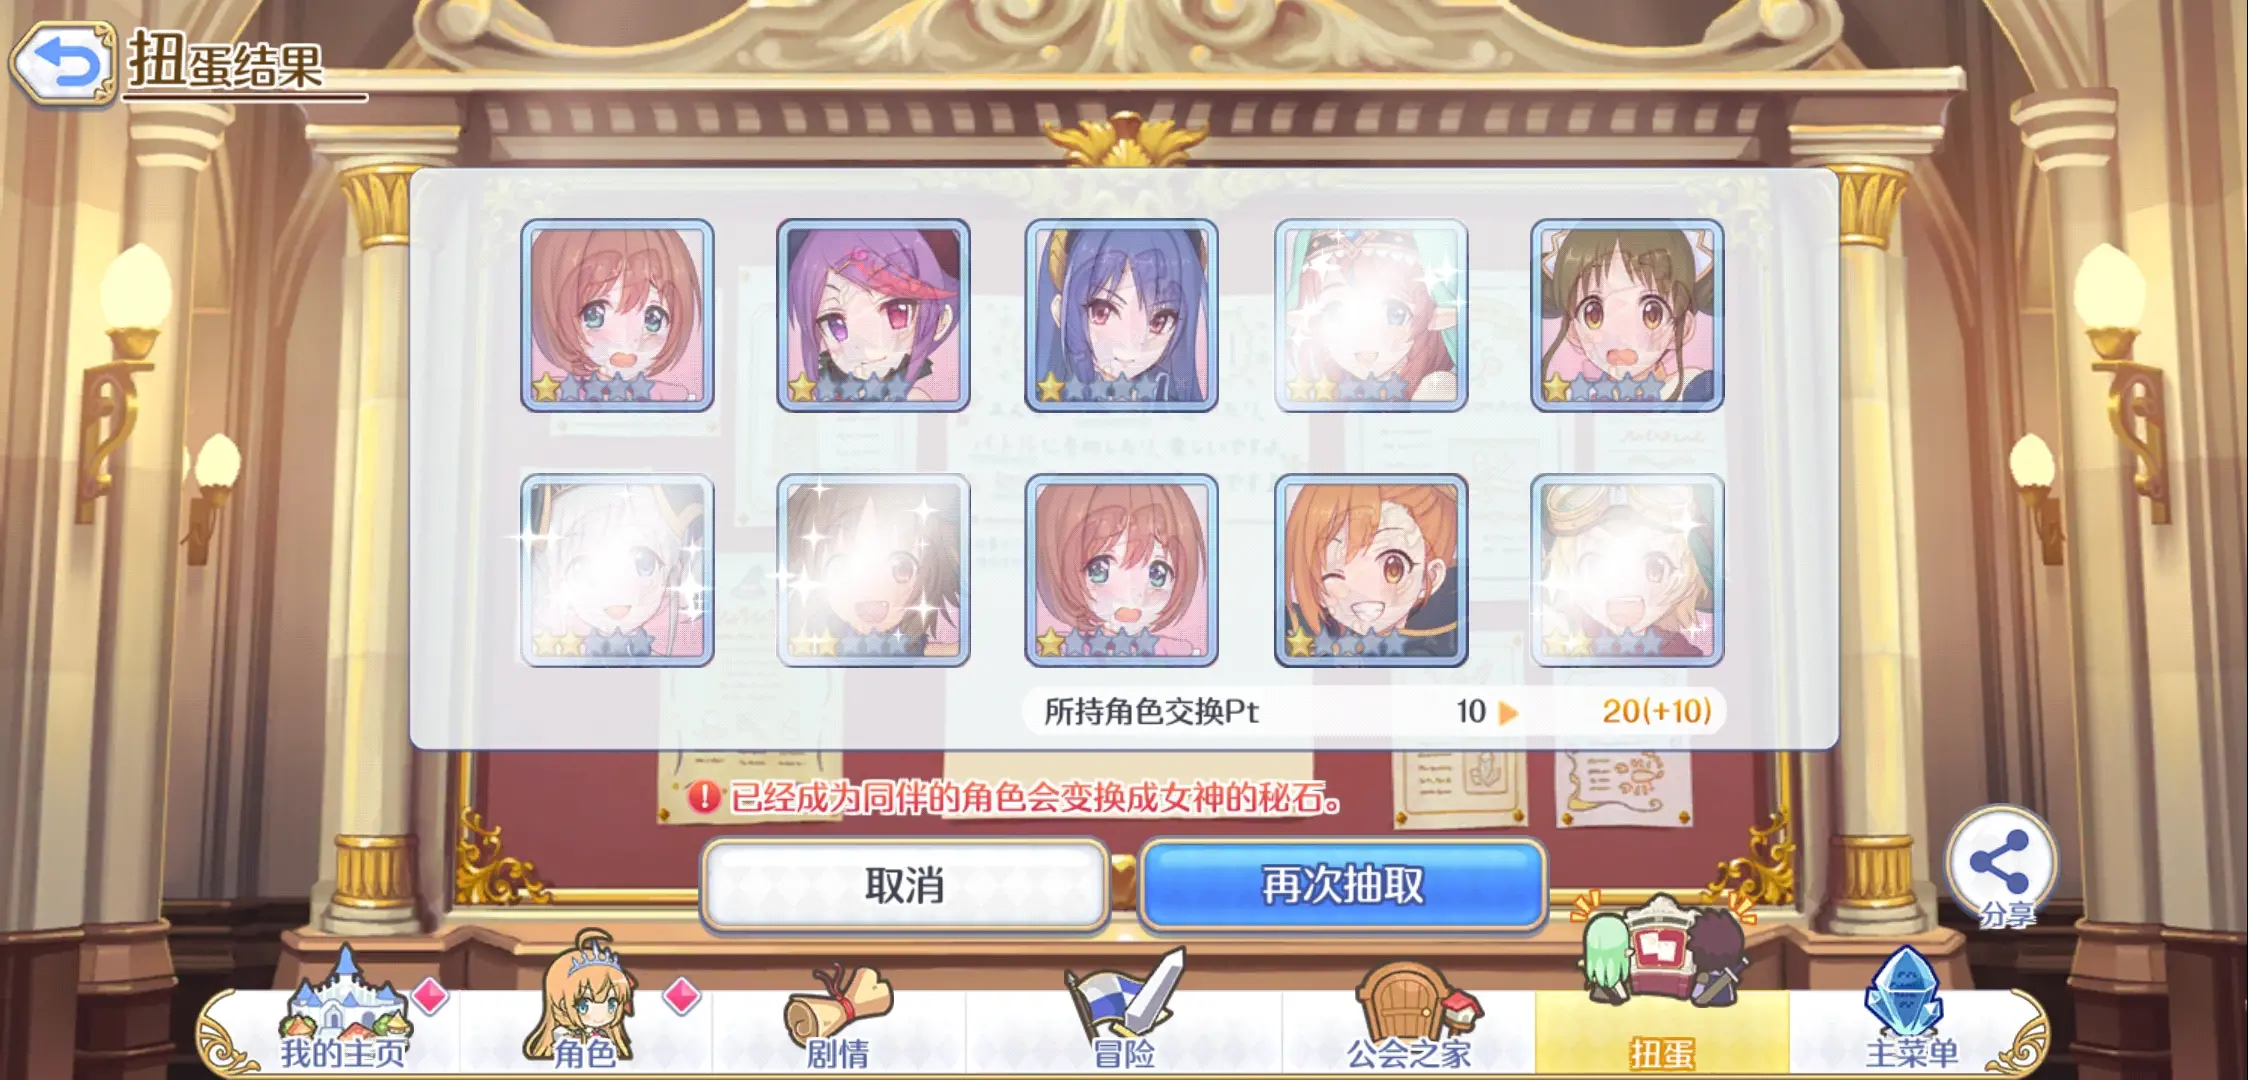 扭蛋结果
所持角色交换Pt 10 20(+10)
已经成为同伴的角色会变换成女神的秘石。
取消
再次抽取
分享
我的主页
角色
剧情
冒险
公会之家
扭蛋
主菜单